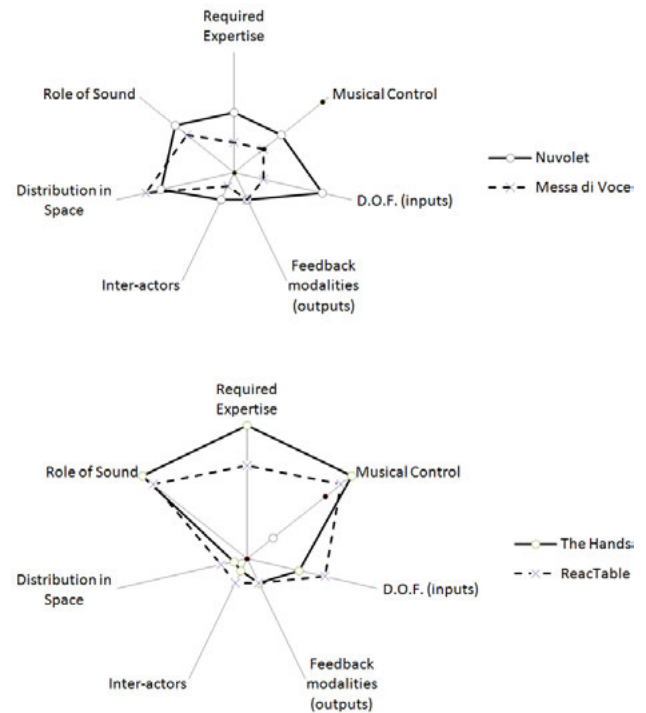 Required
Expertise
Role of Sound
Musical Control
Nuvolet
Messa di Voce
Distribution in
Space
D.O.F. (inputs)
Inter-actors
Feedback
modalities
(outputs)
Required
Expertise
Role of Sound
Musical Control
The Hands
ReacTable
Distribution in
Space
D.O.F. (inputs)
Inter-actors
Feedback
modalities
(outputs)